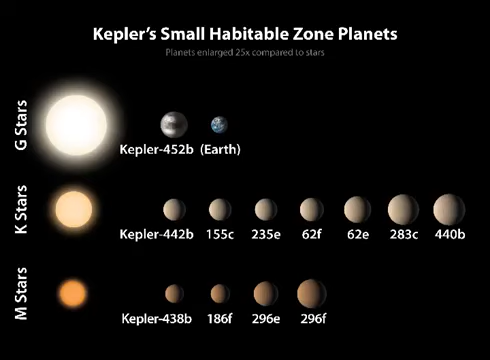 Kepler's Small Habitable Zone Planets
Planets enlarged 25x compared to stars
G Stars
Kepler-452b (Earth)
K Stars
Kepler-442b 155c 235e 62f 62e 283c 440b
M Stars
Kepler-438b 186f 296e 296f